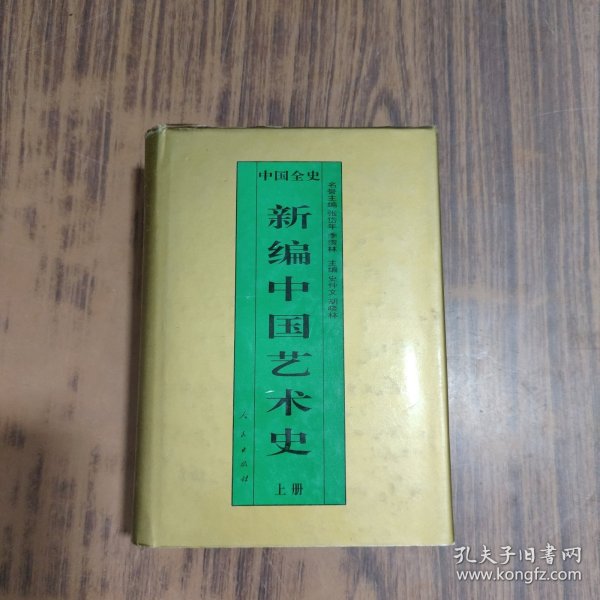 中国全史
名誉主编 张岱年 季羡林 主编 史仲文 胡晓林
新编中国艺术史
上册
人民出版社
孔夫子旧书网
www.kongfz.com